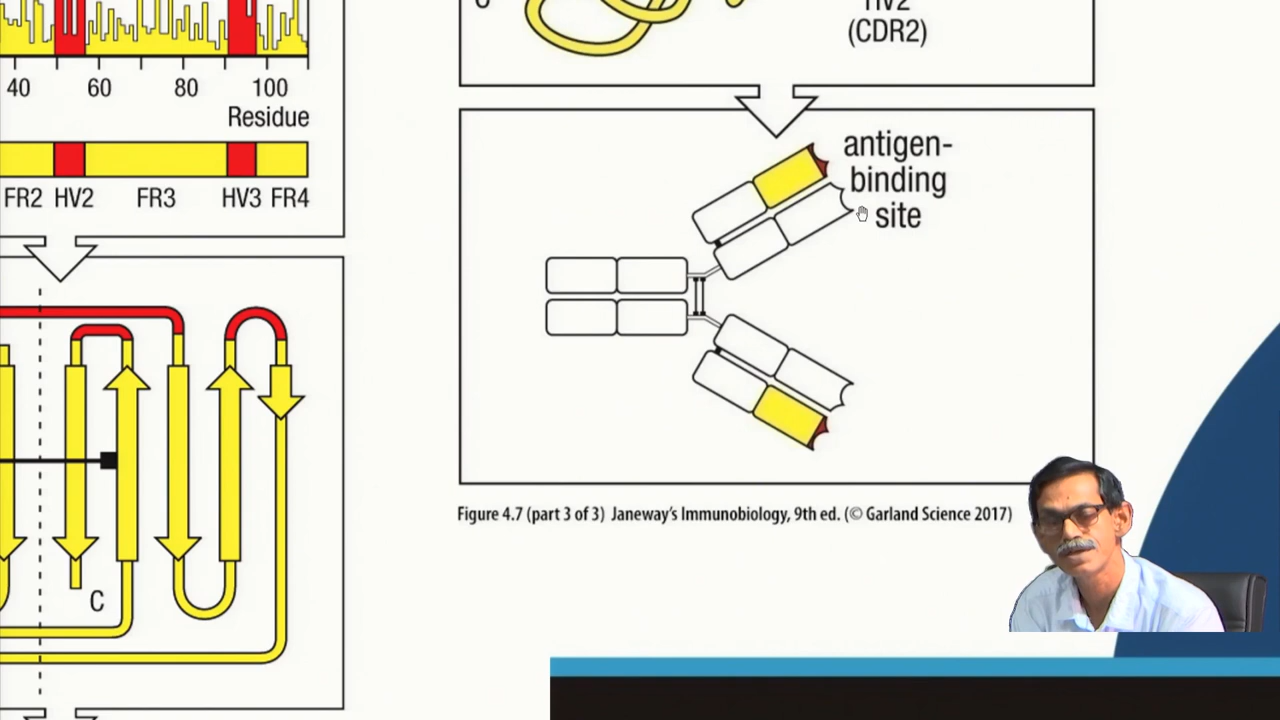 40 60 80 100
Residue
FR2 HV2 FR3 HV3 FR4
C
HV2
(CDR2)
antigen-
binding
site
Figure 4.7 (part 3 of 3) Janeway's Immunobiology, 9th ed. (© Garland Science 2017)